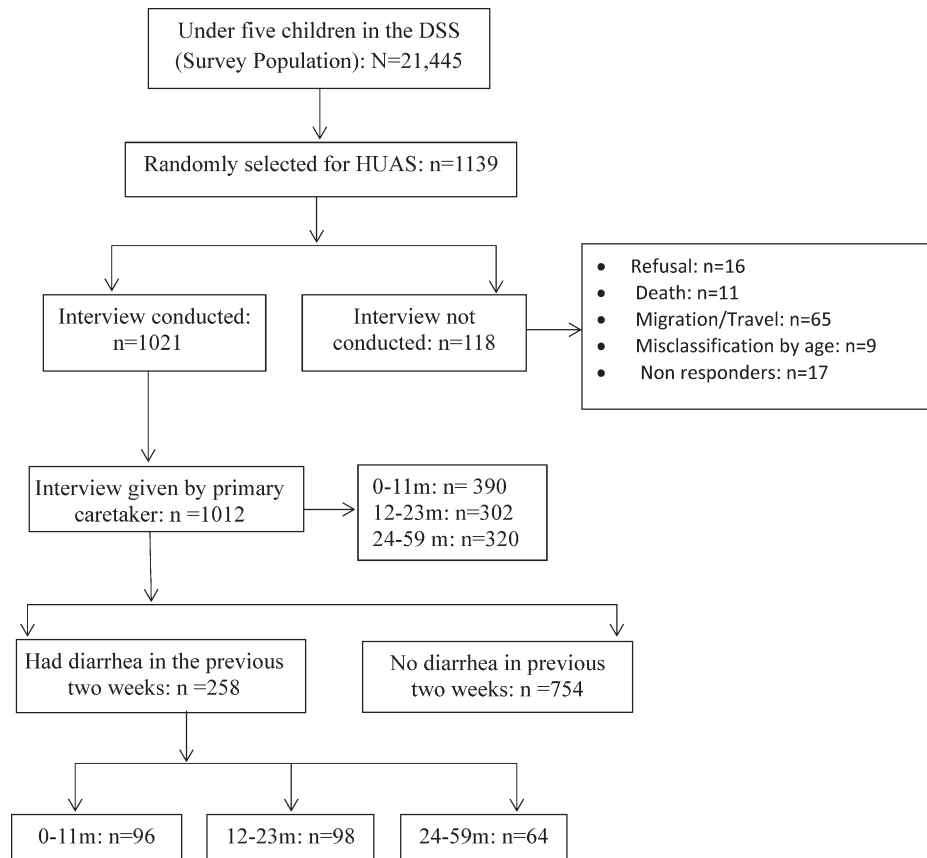 Under five children in the DSS
(Survey Population): N=21,445
Randomly selected for HUAS: n=1139
Interview conducted:
n=1021
Interview not
conducted: n=118
• Refusal: n=16
• Death: n=11
• Migration/Travel: n=65
• Misclassification by age: n=9
• Non responders: n=17
Interview given by primary
caretaker: n =1012
0-11m: n= 390
12-23m: n=302
24-59 m: n=320
Had diarrhea in the previous
two weeks: n =258
No diarrhea in previous
two weeks: n =754
0-11m: n=96
12-23m: n=98
24-59m: n=64